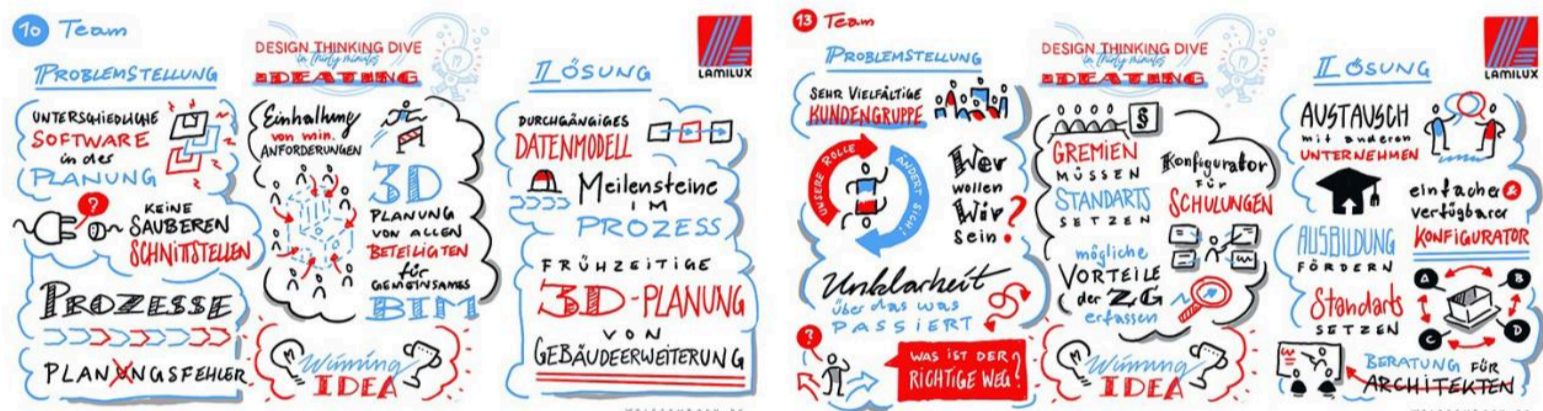 10 Team
PROBLEMSTELLUNG
UNTERSCHIEDLICHE
SOFTWARE
in der
PLANUNG
?
KEINE
SAUBEREN
SCHNITTSTELLEN
PROZESSE
PLANUNGSFEHLER
DESIGN THINKING DIVE
in thirty minutes
IDEATING
Einhaltung
von min.
ANFORDERUNGEN
3D
PLANUNG
VON ALLEN
BETEILIGTEN
für
GEMEINSAMES
BIM
Winning
IDEA
LÖSUNG
LAMILUX
DURCHGÄNGIGES
DATENMODELL
Meilensteine
IM
PROZESS
FRÜHZEITIGE
3D-PLANUNG
VON
GEBÄUDEERWEITERUNG
13 Team
PROBLEMSTELLUNG
SEHR VIELFÄLTIGE
KUNDENGRUPPE
UNSERE ROLLE
ÄNDERT SICH!
Wer
wollen
Wir
sein?
Unklarheit
über das was
PASSIERT
?
WAS IST DER
RICHTIGE WEG?
DESIGN THINKING DIVE
in thirty minutes
IDEATING
§
GREMIEN
MÜSSEN
STANDARTS
SETZEN
Konfigurator
FÜR
SCHULUNGEN
mögliche
VORTEILE
der ZG
erfassen
Winning
IDEA
LÖSUNG
LAMILUX
AUSTAUSCH
mit anderen
UNTERNEHMEN
AUSBILDUNG
FÖRDERN
einfacher &
verfügbarer
KONFIGURATOR
Standarts
SETZEN
A
B
C
D
BERATUNG FÜR
ARCHITEKTEN